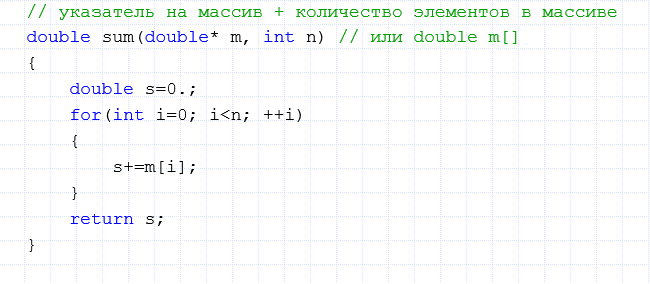 // указатель на массив + количество элементов в массиве
double sum(double* m, int n) // или double m[]
{
    double s=0.;
    for(int i=0; i<n; ++i)
    {
        s+=m[i];
    }
    return s;
}